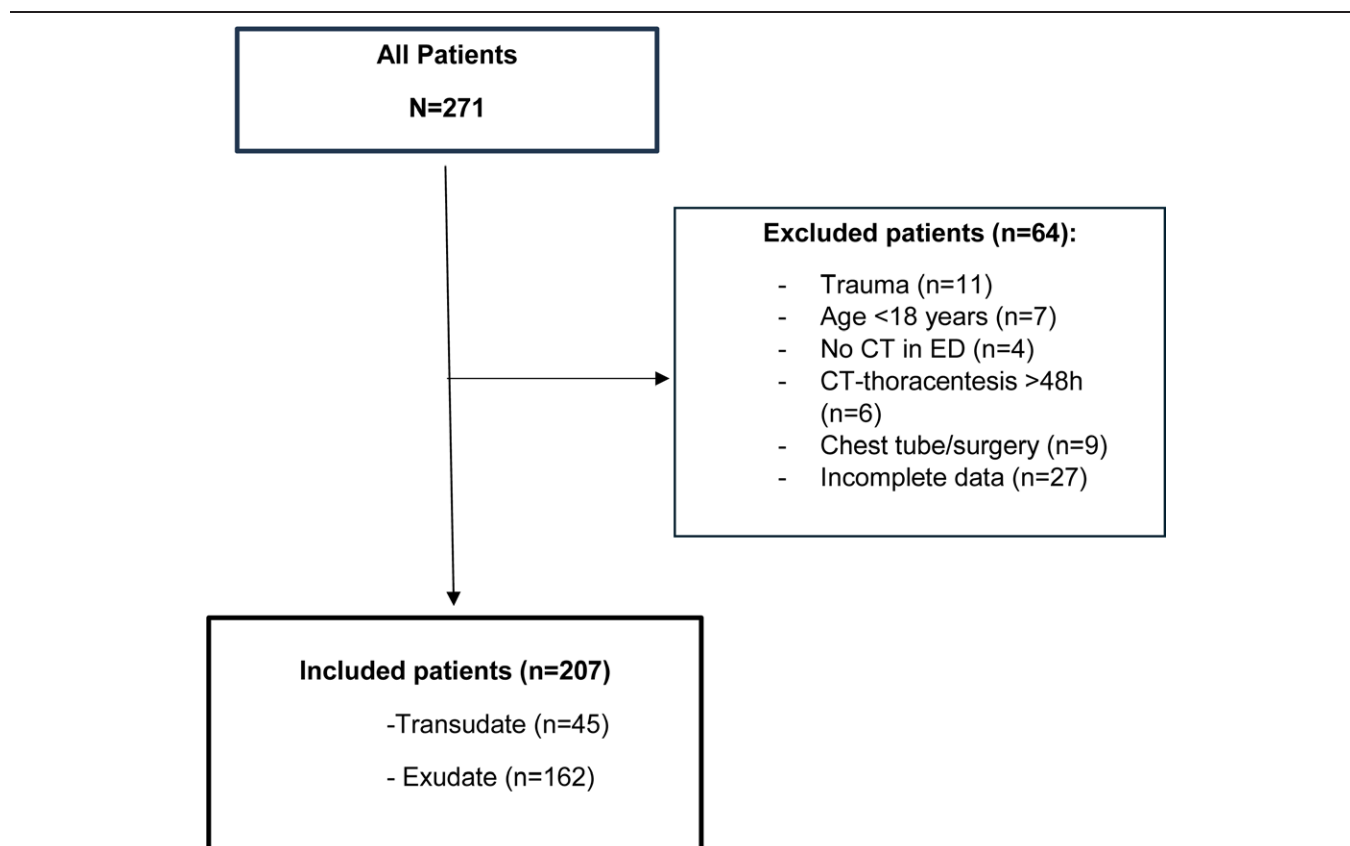 All Patients
N=271
Excluded patients (n=64):
- Trauma (n=11)
- Age <18 years (n=7)
- No CT in ED (n=4)
- CT-thoracentesis >48h
(n=6)
- Chest tube/surgery (n=9)
- Incomplete data (n=27)
Included patients (n=207)
-Transudate (n=45)
- Exudate (n=162)